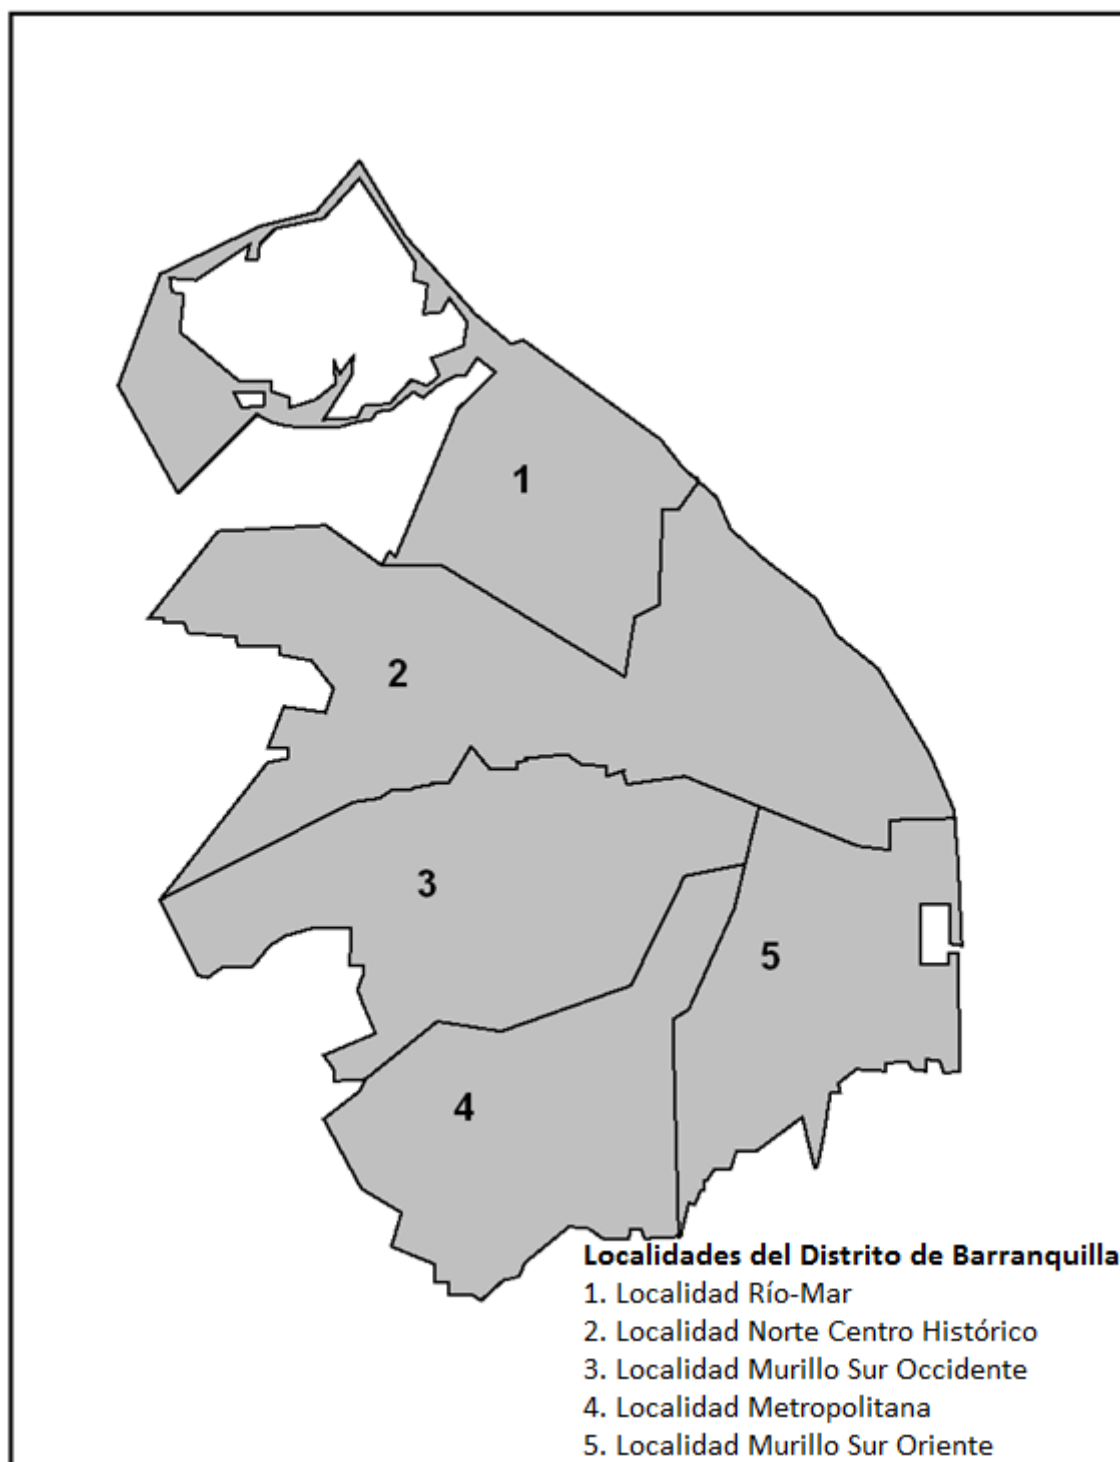 1
2
3
5
4
Localidades del Distrito de Barranquilla
1. Localidad Río-Mar
2. Localidad Norte Centro Histórico
3. Localidad Murillo Sur Occidente
4. Localidad Metropolitana
5. Localidad Murillo Sur Oriente